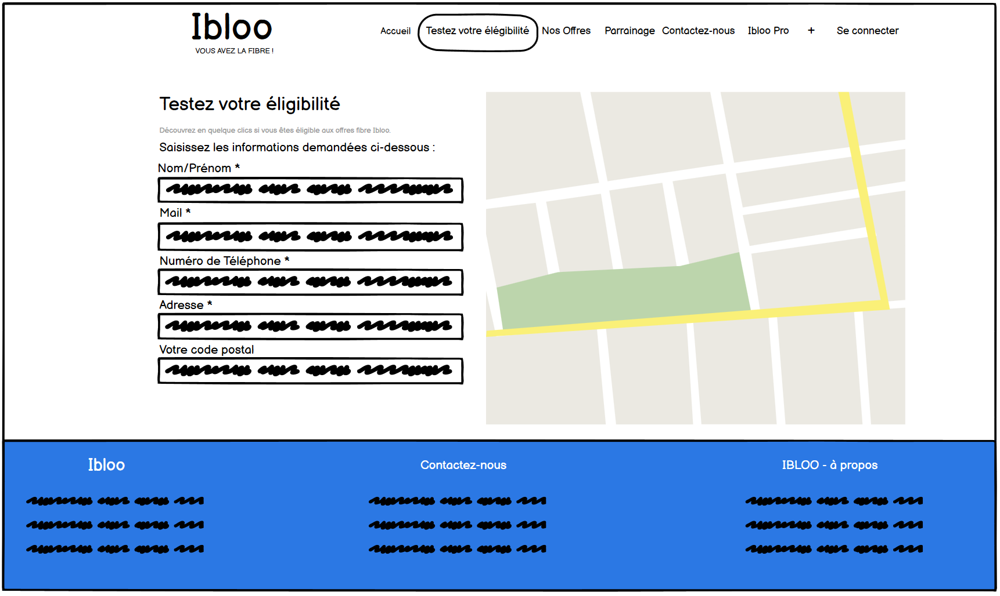 Ibloo
VOUS AVEZ LA FIBRE !
Accueil Testez votre élégibilité Nos Offres Parrainage Contactez-nous Ibloo Pro + Se connecter
Testez votre éligibilité
Découvrez en quelque clics si vous êtes éligible aux offres fibre Ibloo.
Saisissez les informations demandées ci-dessous :
Nom/Prénom *
Mail *
Numéro de Téléphone *
Adresse *
Votre code postal
Ibloo
Contactez-nous
IBLOO - à propos